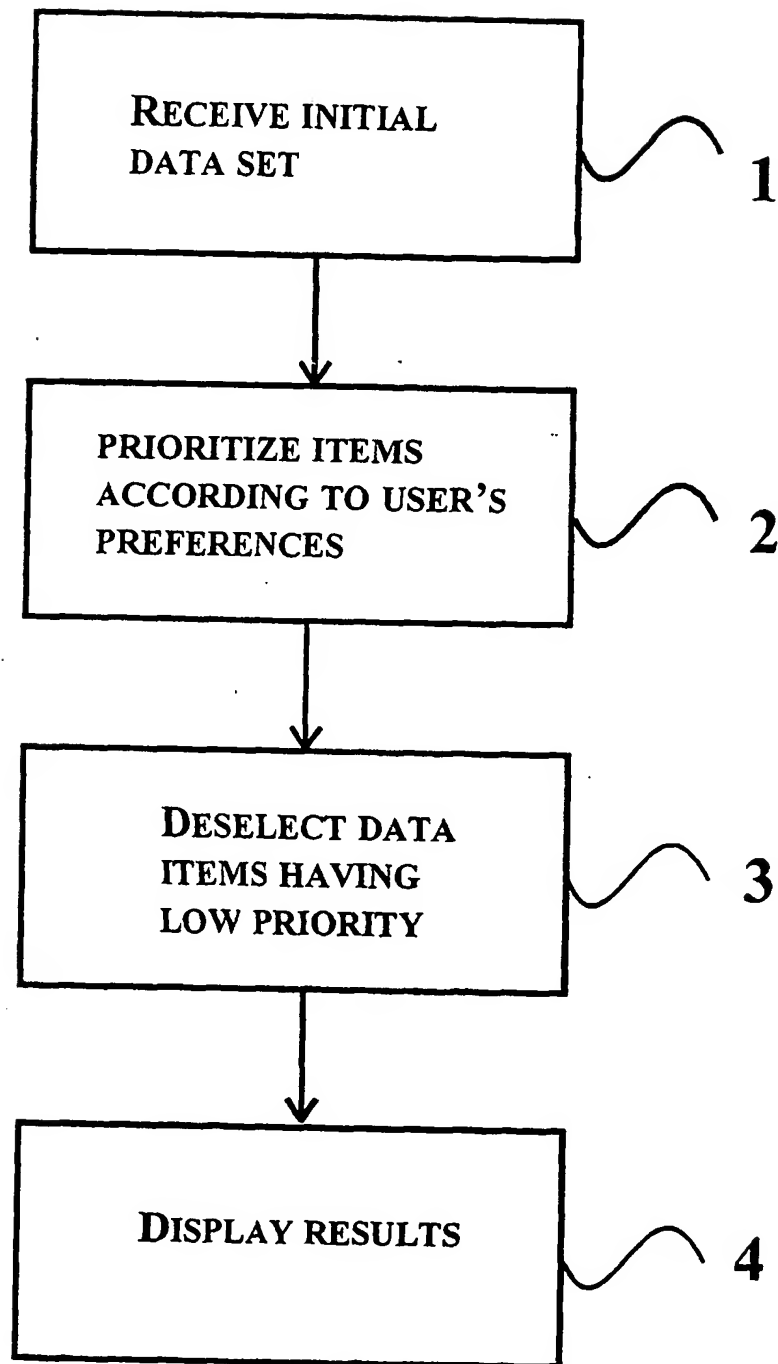 RECEIVE INITIAL
DATA SET
1
PRIORITIZE ITEMS
ACCORDING TO USER'S
PREFERENCES
2
DESELECT DATA
ITEMS HAVING
LOW PRIORITY
3
DISPLAY RESULTS
4